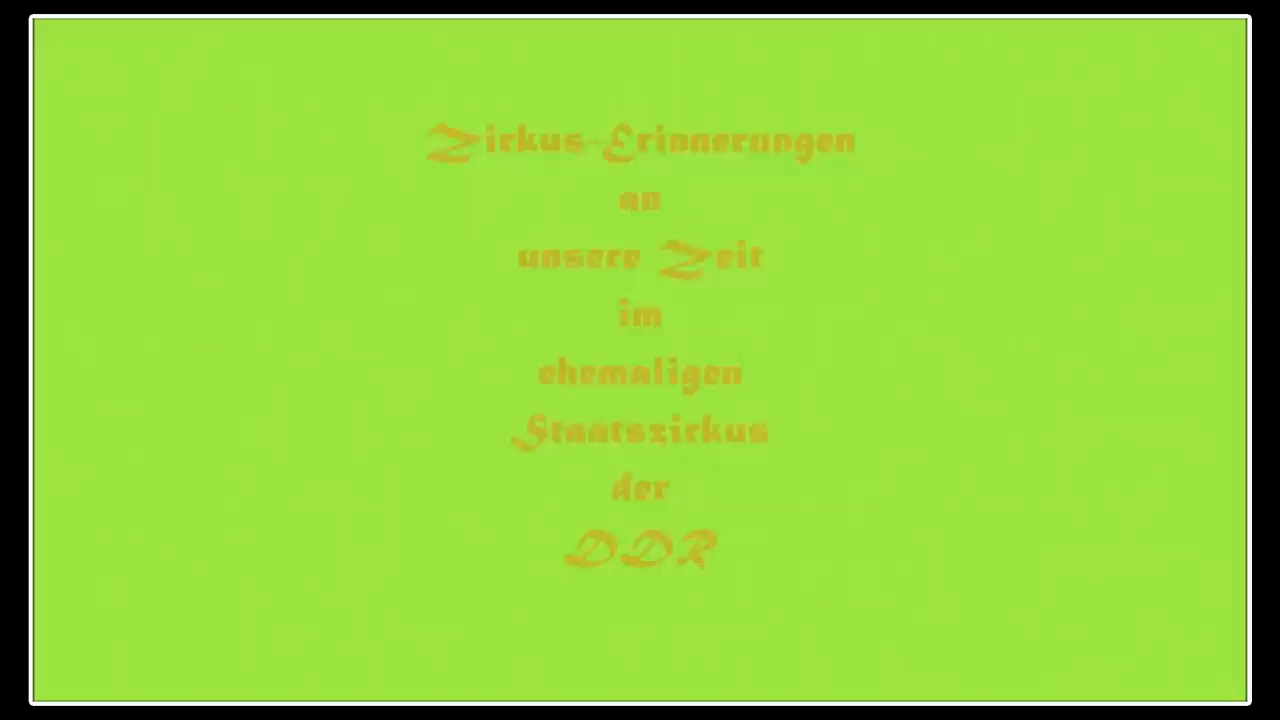 Zirkus-Erinnerungen
an
unsere Zeit
im
ehemaligen
Staatszirkus
der
DDR